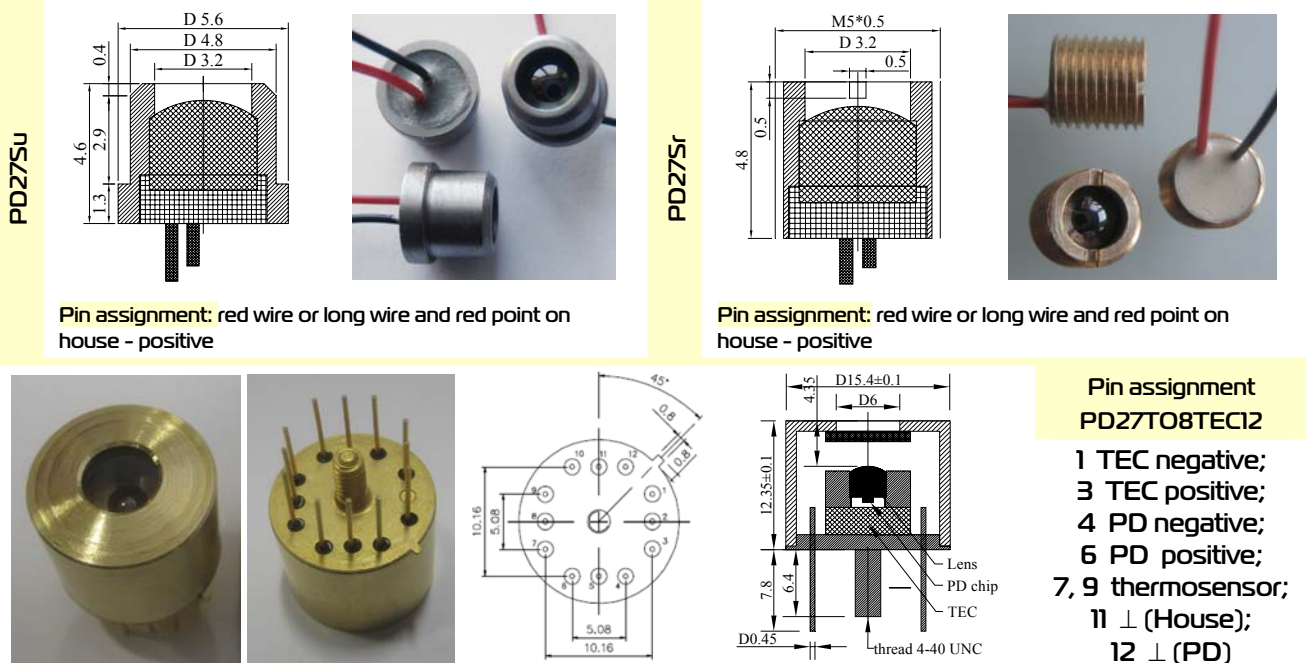 PD27Su
D 5.6
D 4.8
D 3.2
0.4
4.6
2.9
1.3
Pin assignment: red wire or long wire and red point on
house - positive
PD27Sr
M5*0.5
D 3.2
0.5
0.5
4.8
Pin assignment: red wire or long wire and red point on
house - positive
45°
0.8
0.8
10 11 12
9 1
8 2
7 3
6 5 4
10.16
5.08
5.08
10.16
4.35
D15.4±0.1
D6
12.35±0.1
7.8
6.4
D0.45
Lens
PD chip
TEC
thread 4-40 UNC
Pin assignment
PD27TO8TEC12
1 TEC negative;
3 TEC positive;
4 PD negative;
6 PD positive;
7, 9 thermosensor;
11 ⊥ (House);
12 ⊥ (PD)